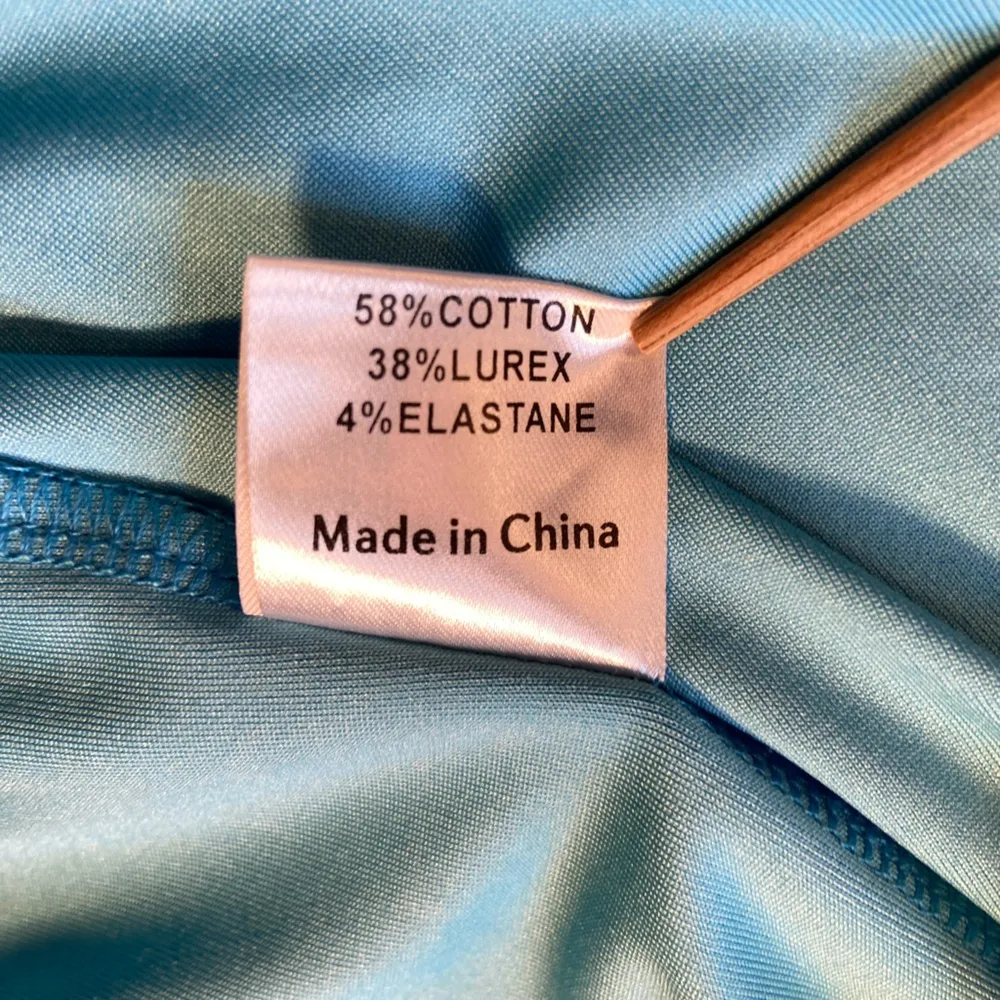 58%COTTON
38%LUREX
4%ELASTANE
Made in China